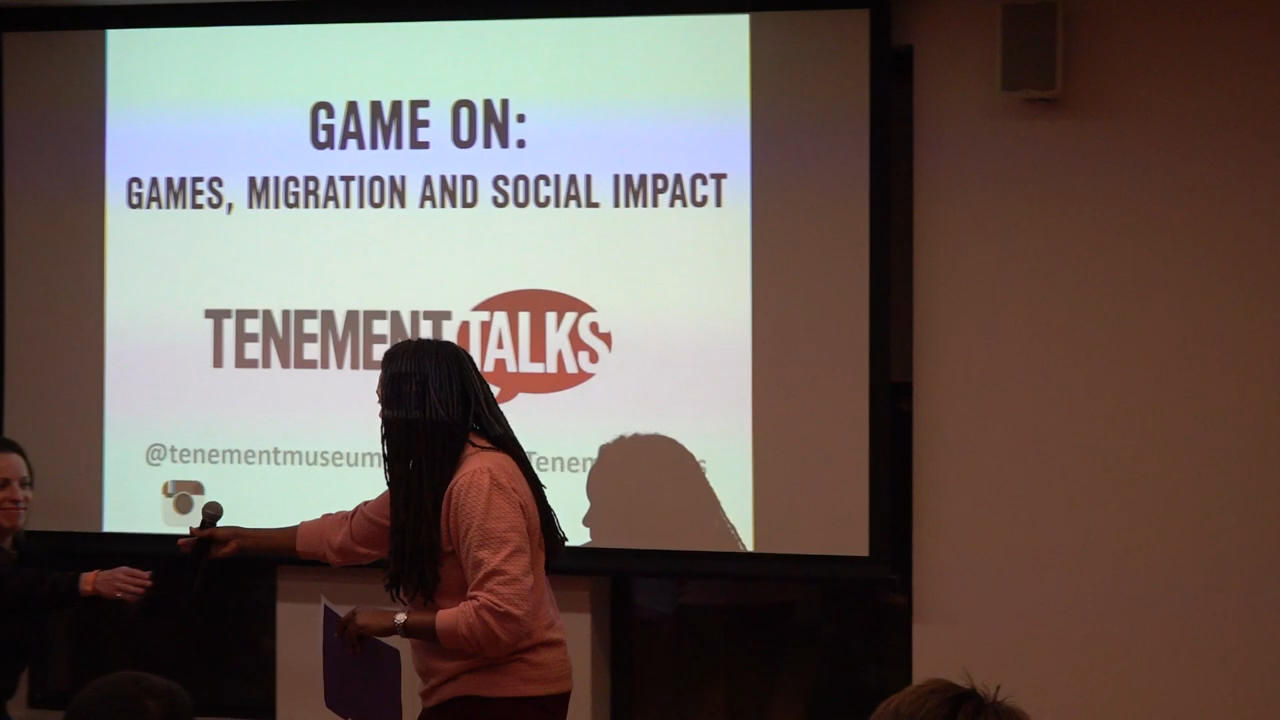 GAME ON:
GAMES, MIGRATION AND SOCIAL IMPACT
TENEMENT TALKS
@tenementmuseum